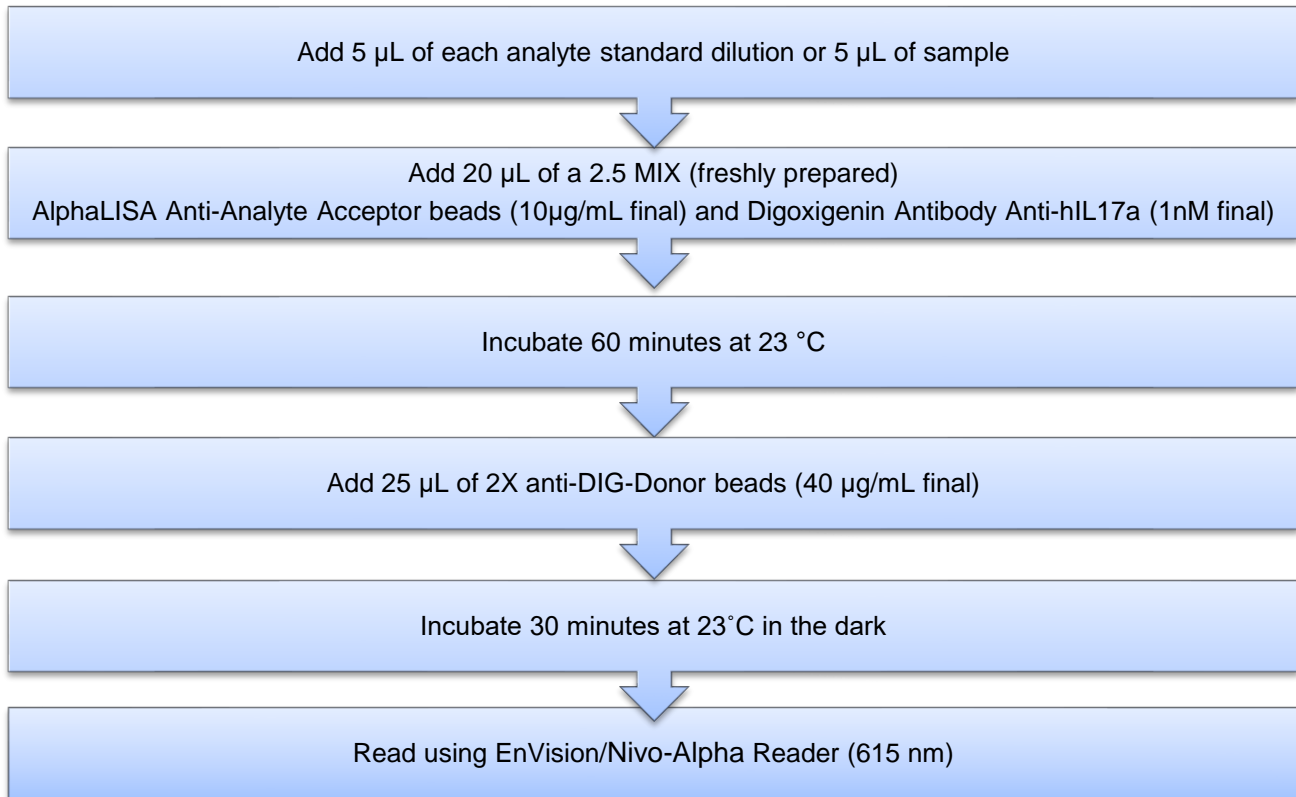 Add 5 µL of each analyte standard dilution or 5 µL of sample
Add 20 µL of a 2.5 MIX (freshly prepared)
AlphaLISA Anti-Analyte Acceptor beads (10µg/mL final) and Digoxigenin Antibody Anti-hIL17a (1nM final)
Incubate 60 minutes at 23 °C
Add 25 µL of 2X anti-DIG-Donor beads (40 µg/mL final)
Incubate 30 minutes at 23˚C in the dark
Read using EnVision/Nivo-Alpha Reader (615 nm)